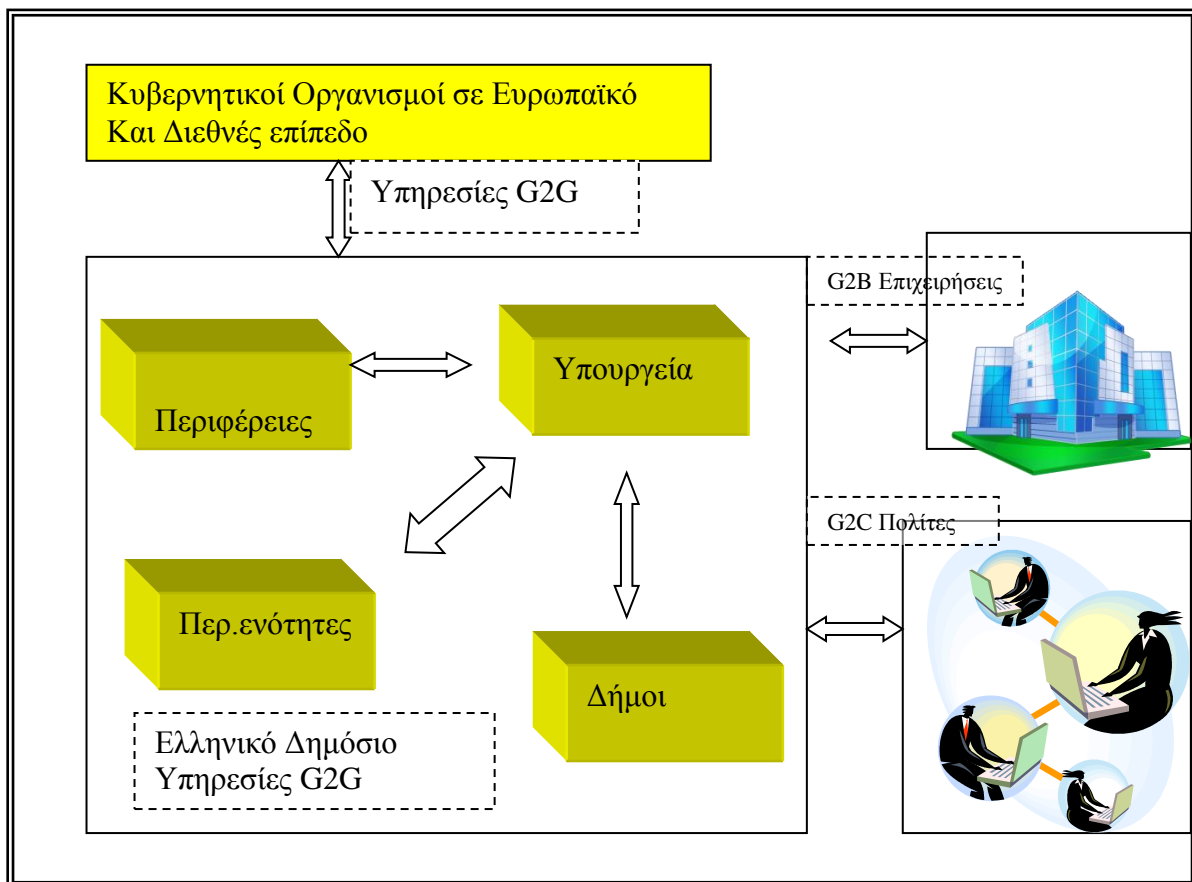 Κυβερνητικοί Οργανισμοί σε Ευρωπαϊκό
Και Διεθνές επίπεδο
Υπηρεσίες G2G
G2B Επιχειρήσεις
Υπουργεία
Περιφέρειες
G2C Πολίτες
Περ.ενότητες
Δήμοι
Ελληνικό Δημόσιο
Υπηρεσίες G2G